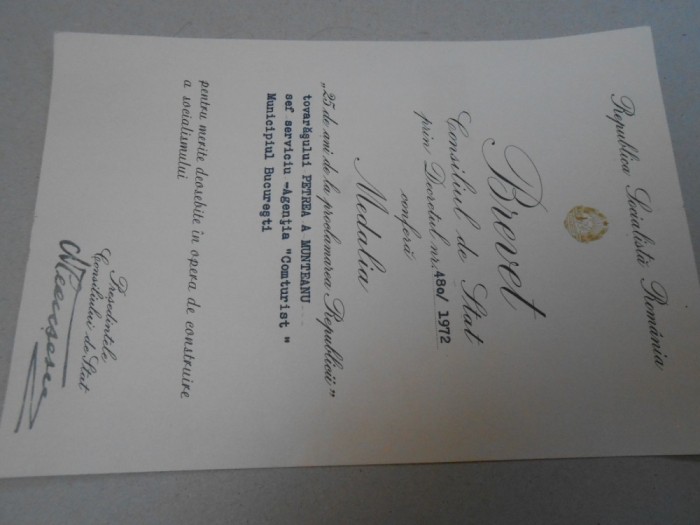 Republica Socialistă România
Brevet
Consiliul de Stat
prin Decretul nr. 480/ 1972
conferă
Medalia
„25 de ani de la proclamarea Republicii”
tovarăşului PETREA A MUNTEANU
sef serviciu -Agenţia "Comturist "
Municipiul Bucureşti
pentru merite deosebite în opera de construire
a socialismului
Preşedintele
Consiliului de Stat